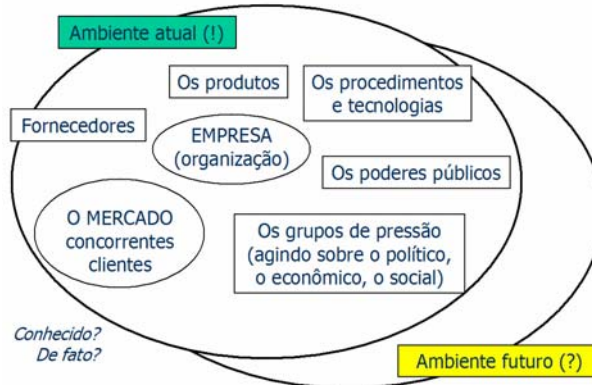 Ambiente atual (!)
Os produtos
Os procedimentos
e tecnologias
Fornecedores
EMPRESA
(organização)
Os poderes públicos
O MERCADO
concorrentes
clientes
Os grupos de pressão
(agindo sobre o político,
o econômico, o social)
Conhecido?
De fato?
Ambiente futuro (?)